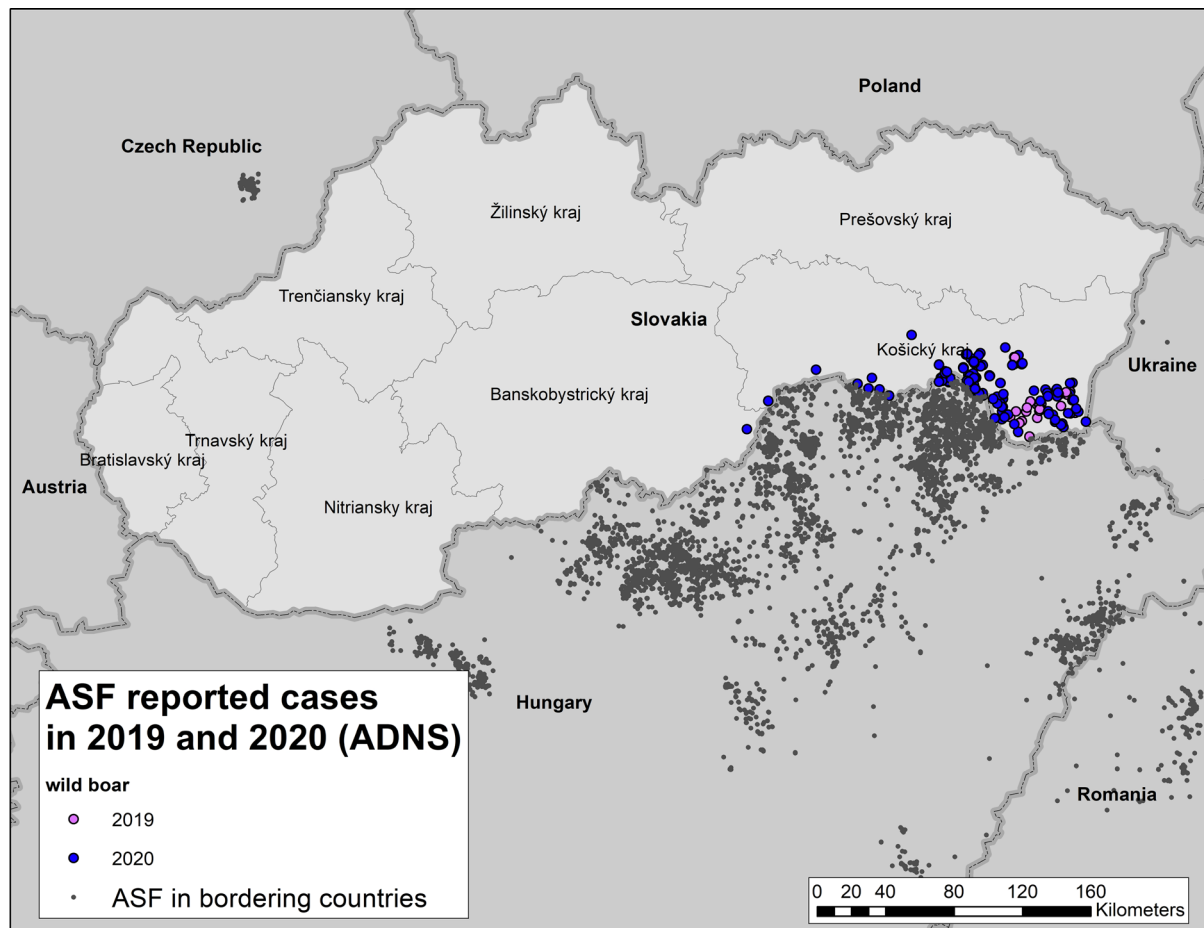 Poland
Czech Republic
Žilinský kraj
Prešovský kraj
Trenčiansky kraj
Slovakia
Košický kraj
Ukraine
Banskobystrický kraj
Trnavský kraj
Bratislavský kraj
Austria
Nitriansky kraj
Hungary
Romania
ASF reported cases
in 2019 and 2020 (ADNS)
wild boar
2019
2020
ASF in bordering countries
0 20 40 80 120 160
Kilometers